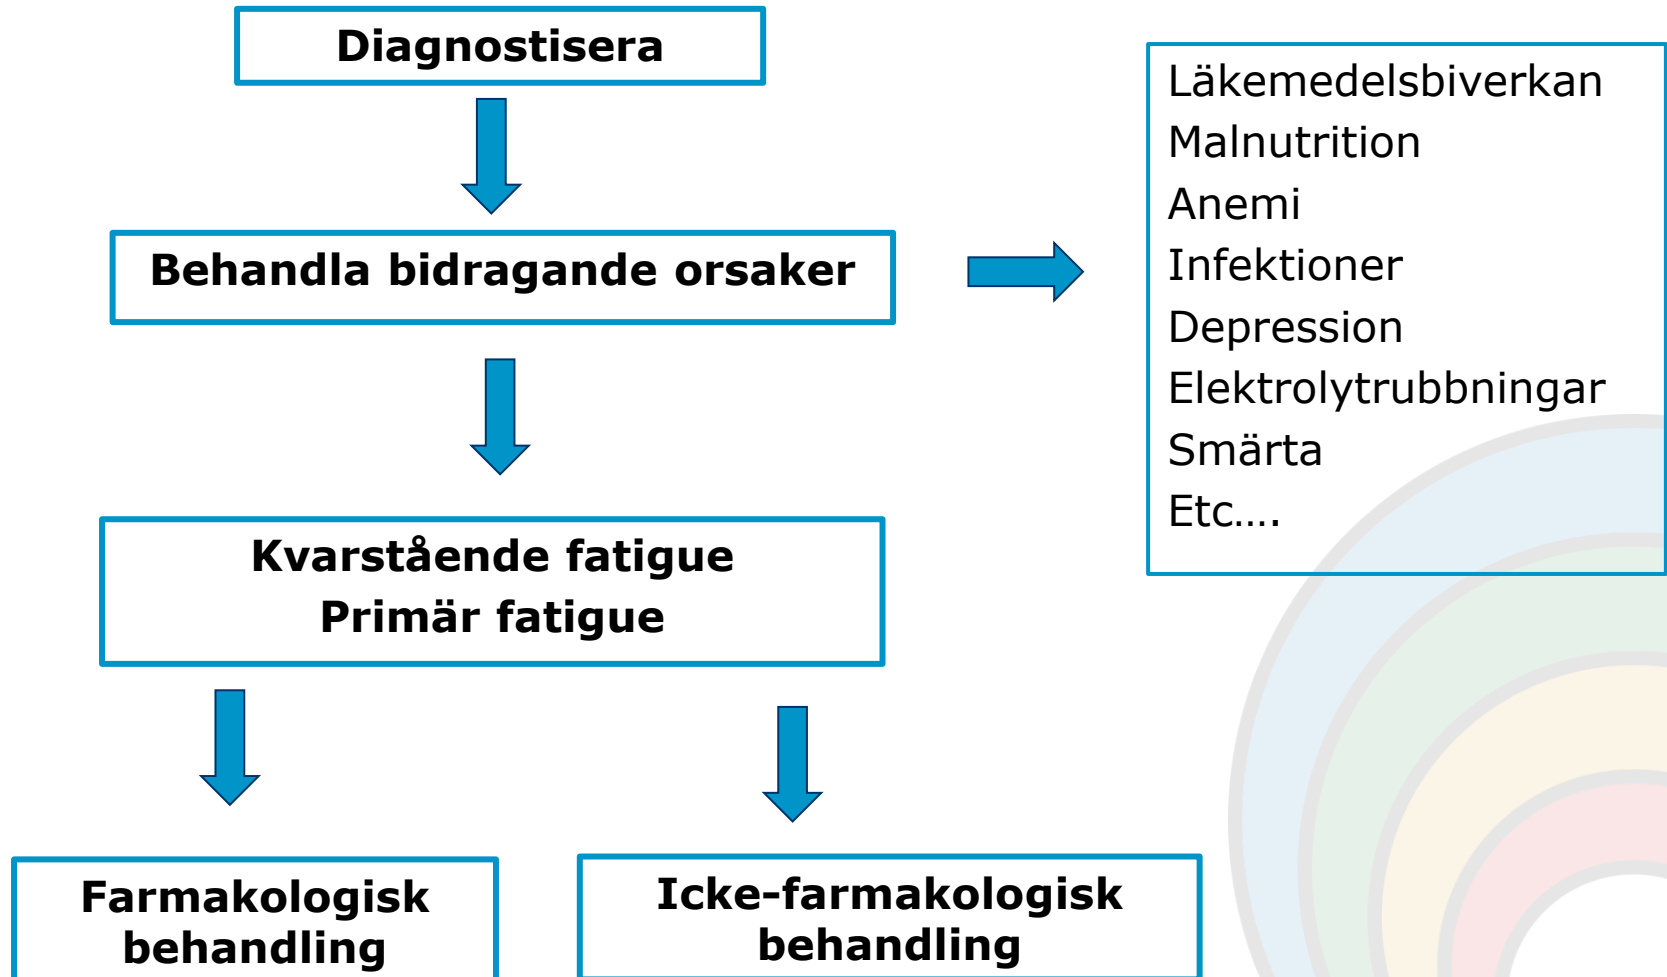 Diagnostisera
Behandla bidragande orsaker
Läkemedelsbiverkan
Malnutrition
Anemi
Infektioner
Depression
Elektrolytrubbningar
Smärta
Etc….
Kvarstående fatigue
Primär fatigue
Farmakologisk
behandling
Icke-farmakologisk
behandling